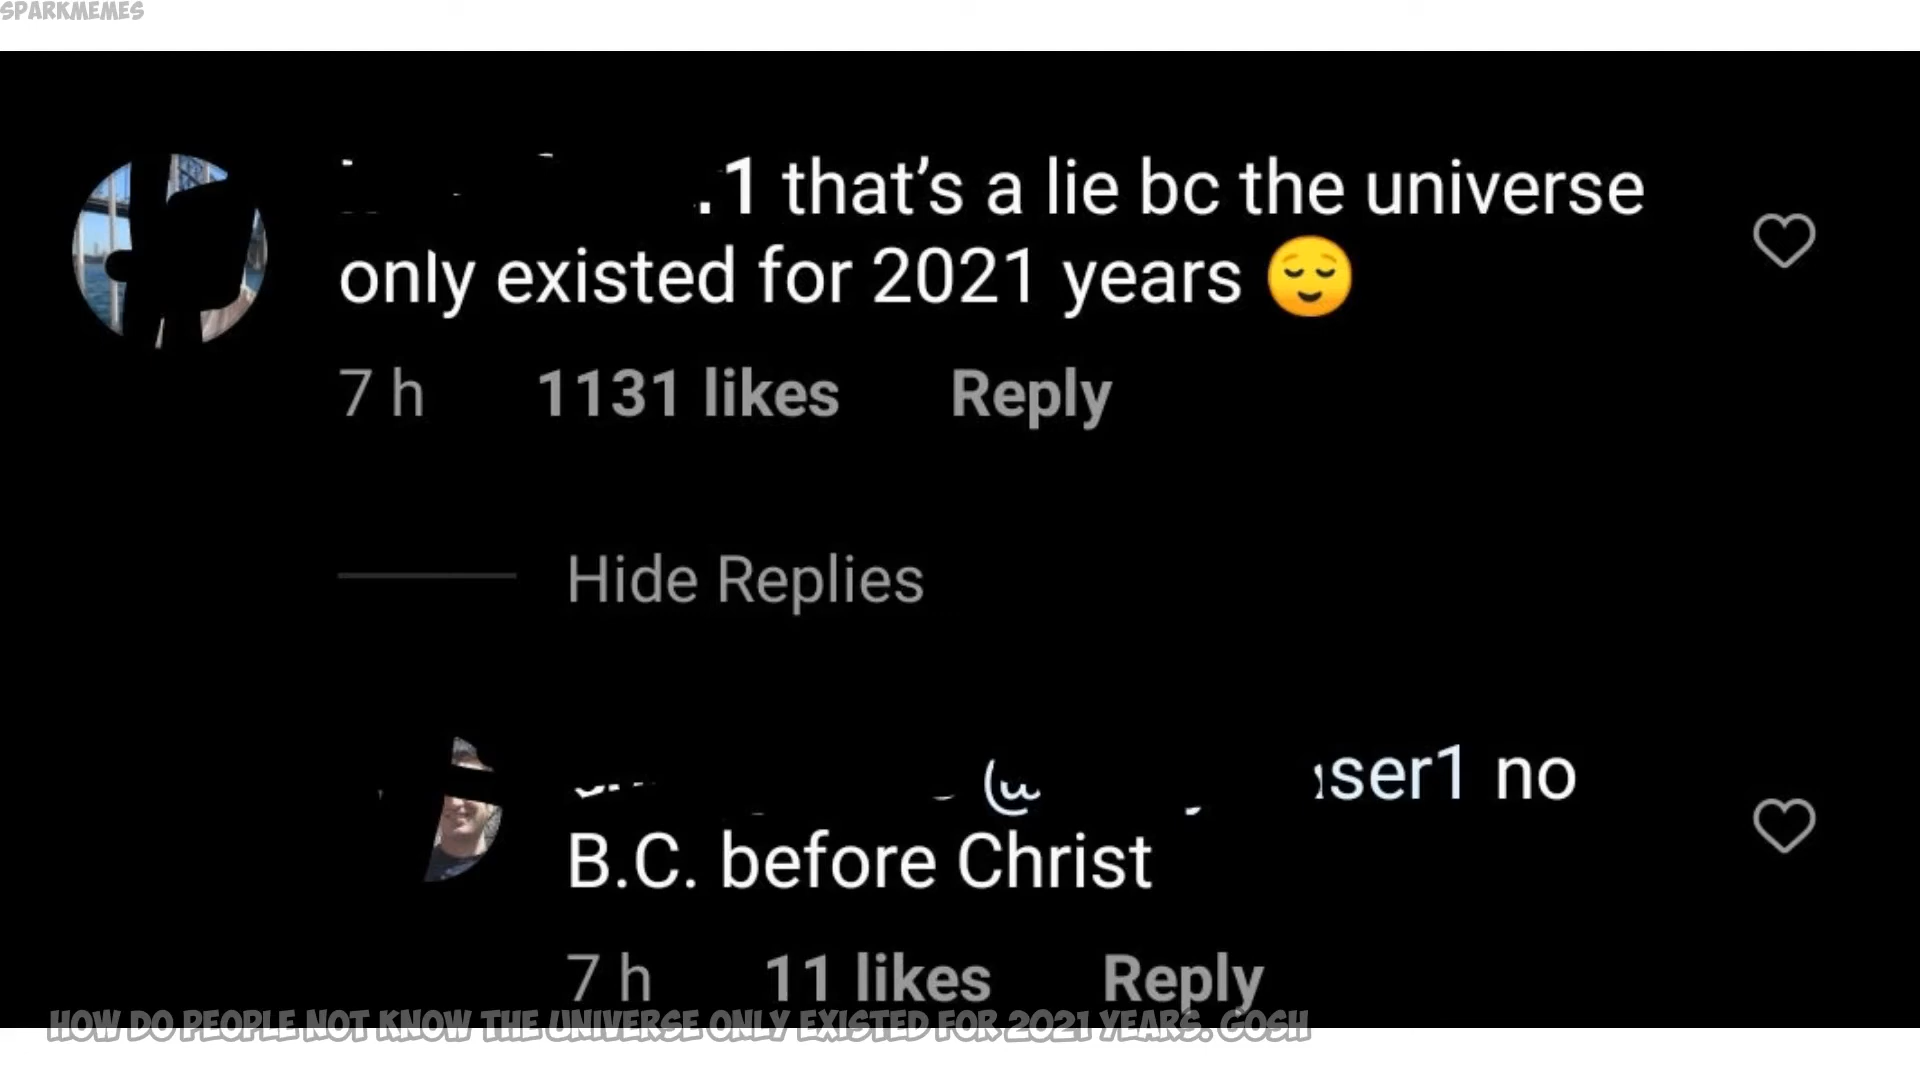 SPARKMEMES
.1 that’s a lie bc the universe
only existed for 2021 years 😌
7 h 1131 likes Reply
Hide Replies
ser1 no
B.C. before Christ
7 h 11 likes Reply
HOW DO PEOPLE NOT KNOW THE UNIVERSE ONLY EXISTED FOR 2021 YEARS. GOSH